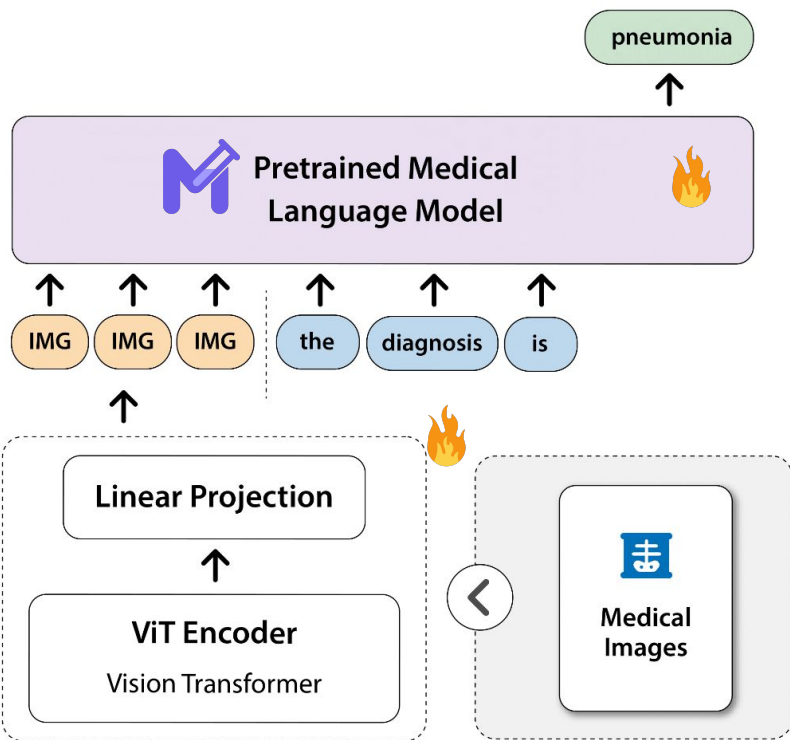 pneumonia
Pretrained Medical
Language Model
IMG IMG IMG the diagnosis is
Linear Projection
ViT Encoder
Vision Transformer
Medical
Images